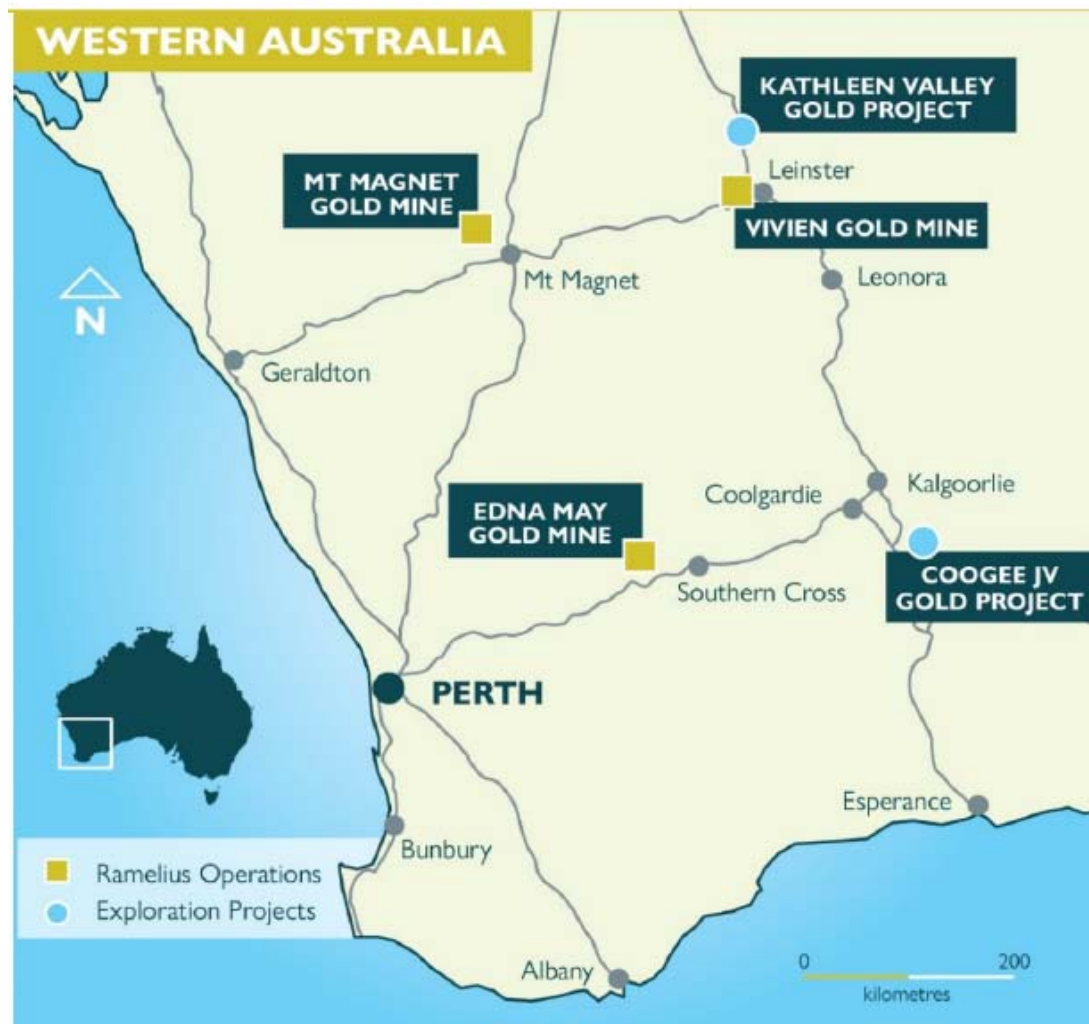 WESTERN AUSTRALIA
KATHLEEN VALLEY
GOLD PROJECT
Leinster
MT MAGNET
GOLD MINE
VIVIEN GOLD MINE
Mt Magnet
Leonora
N
Geraldton
Kalgoorlie
Coolgardie
EDNA MAY
GOLD MINE
Southern Cross
COOGEE JV
GOLD PROJECT
PERTH
Esperance
Bunbury
Ramelius Operations
Exploration Projects
Albany
0 200
kilometres